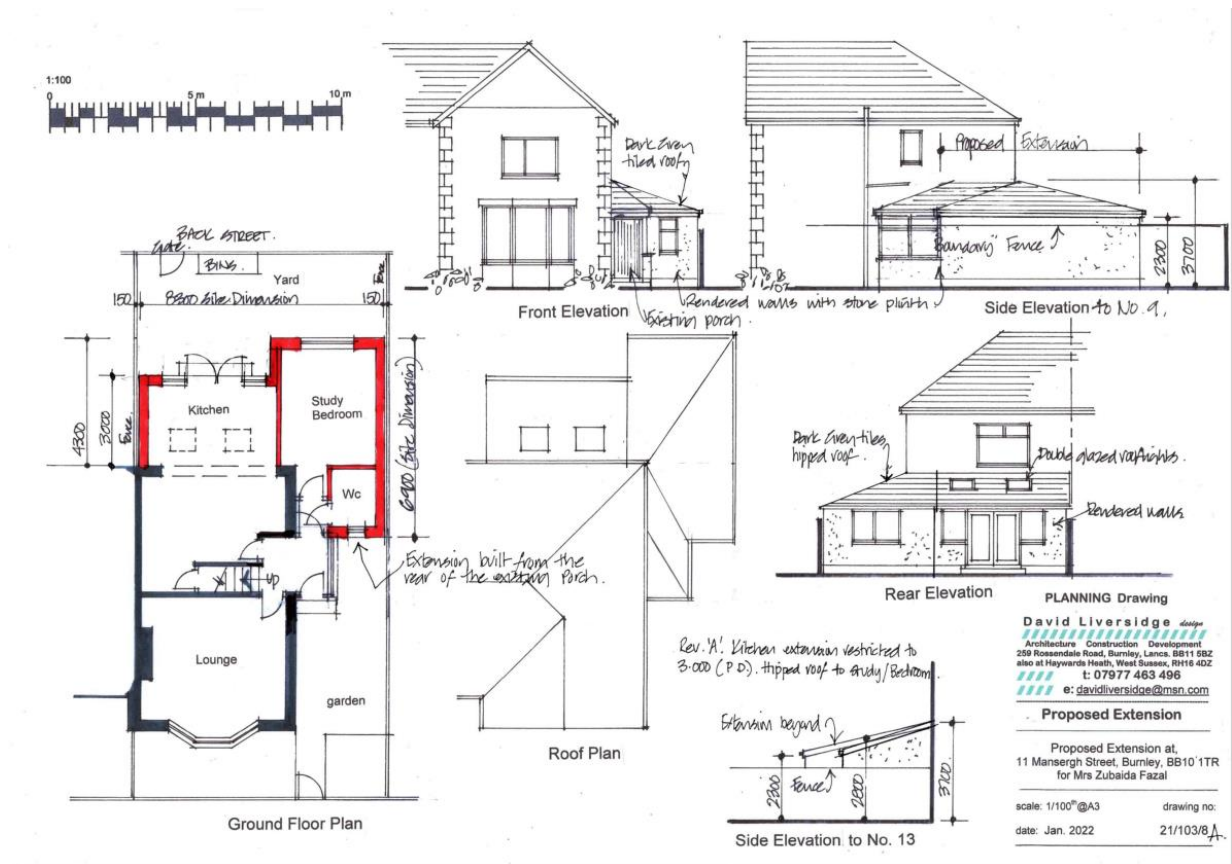 1:100
0 5 m 10 m
BACK STREET.
Gate.
BINS.
Yard
Fence
150 8300 Site Dimension 150
4300
3000
Fence
Kitchen
Study
Bedroom
Wc
6900 (Site Dimension)
UP
Extension built from the
rear of the existing Porch.
Lounge
garden
Ground Floor Plan
Dark Grey
tiled roof
Front Elevation
Rendered walls with stone plinth
Existing porch.
Proposed Extension
Boundary Fence
2300
3700
Side Elevation to No. 9.
Roof Plan
Dark Grey tiles
hipped roof.
Double glazed rooflights.
Rendered walls
Rear Elevation
Rev. 'A'. Kitchen extension restricted to
3.000 (P.D.). Hipped roof to study/Bedroom.
Extension beyond
Fence
2300
2800
3700
Side Elevation to No. 13
PLANNING Drawing
David Liversidge design
Architecture Construction Development
259 Rossendale Road, Burnley, Lancs. BB11 5BZ
also at Haywards Heath, West Sussex, RH16 4DZ
t: 07977 463 496
e: davidliversidge@msn.com
Proposed Extension
Proposed Extension at,
11 Mansergh Street, Burnley, BB10 1TR
for Mrs Zubaida Fazal
scale: 1/100th@A3 drawing no:
date: Jan. 2022 21/103/8A.